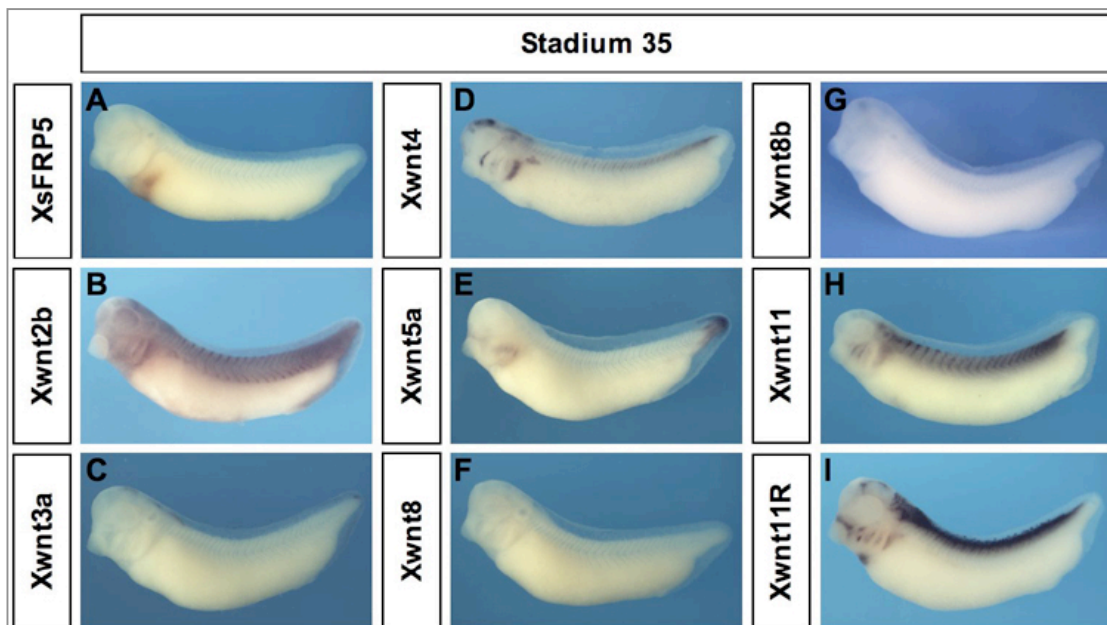 Stadium 35
XsFRP5
A
Xwnt4
D
Xwnt8b
G
Xwnt2b
B
Xwnt5a
E
Xwnt11
H
Xwnt3a
C
Xwnt8
F
Xwnt11R
I